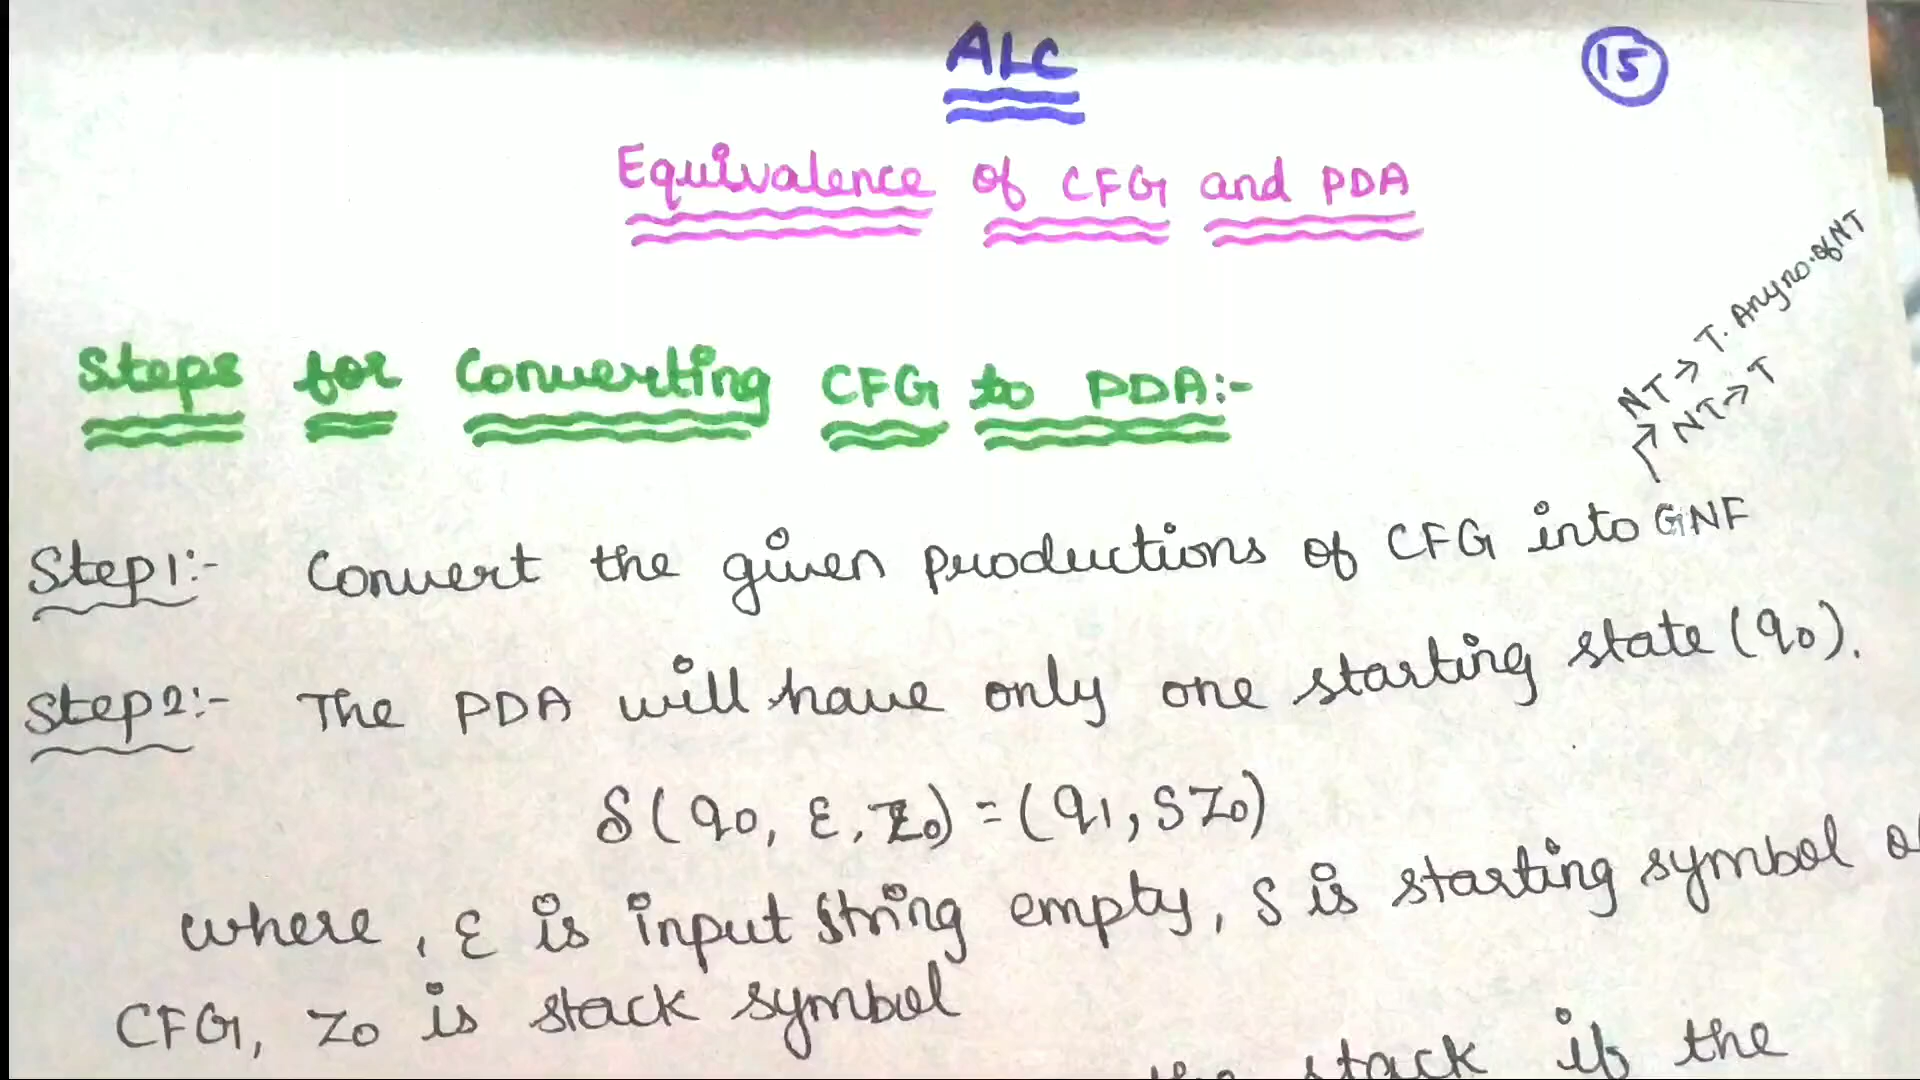 ALC
15
Equivalence of CFG and PDA
NT → T. Any no. of NT
NT → T
Steps for Converting CFG to PDA:-
Step1:- Convert the given productions of CFG into GNF
Step2:- The PDA will have only one starting state (q0).
δ(q0, ε, z0) = (q1, SZ0)
where, ε is input string empty, S is starting symbol
CFG, Z0 is stack symbol
stack if the